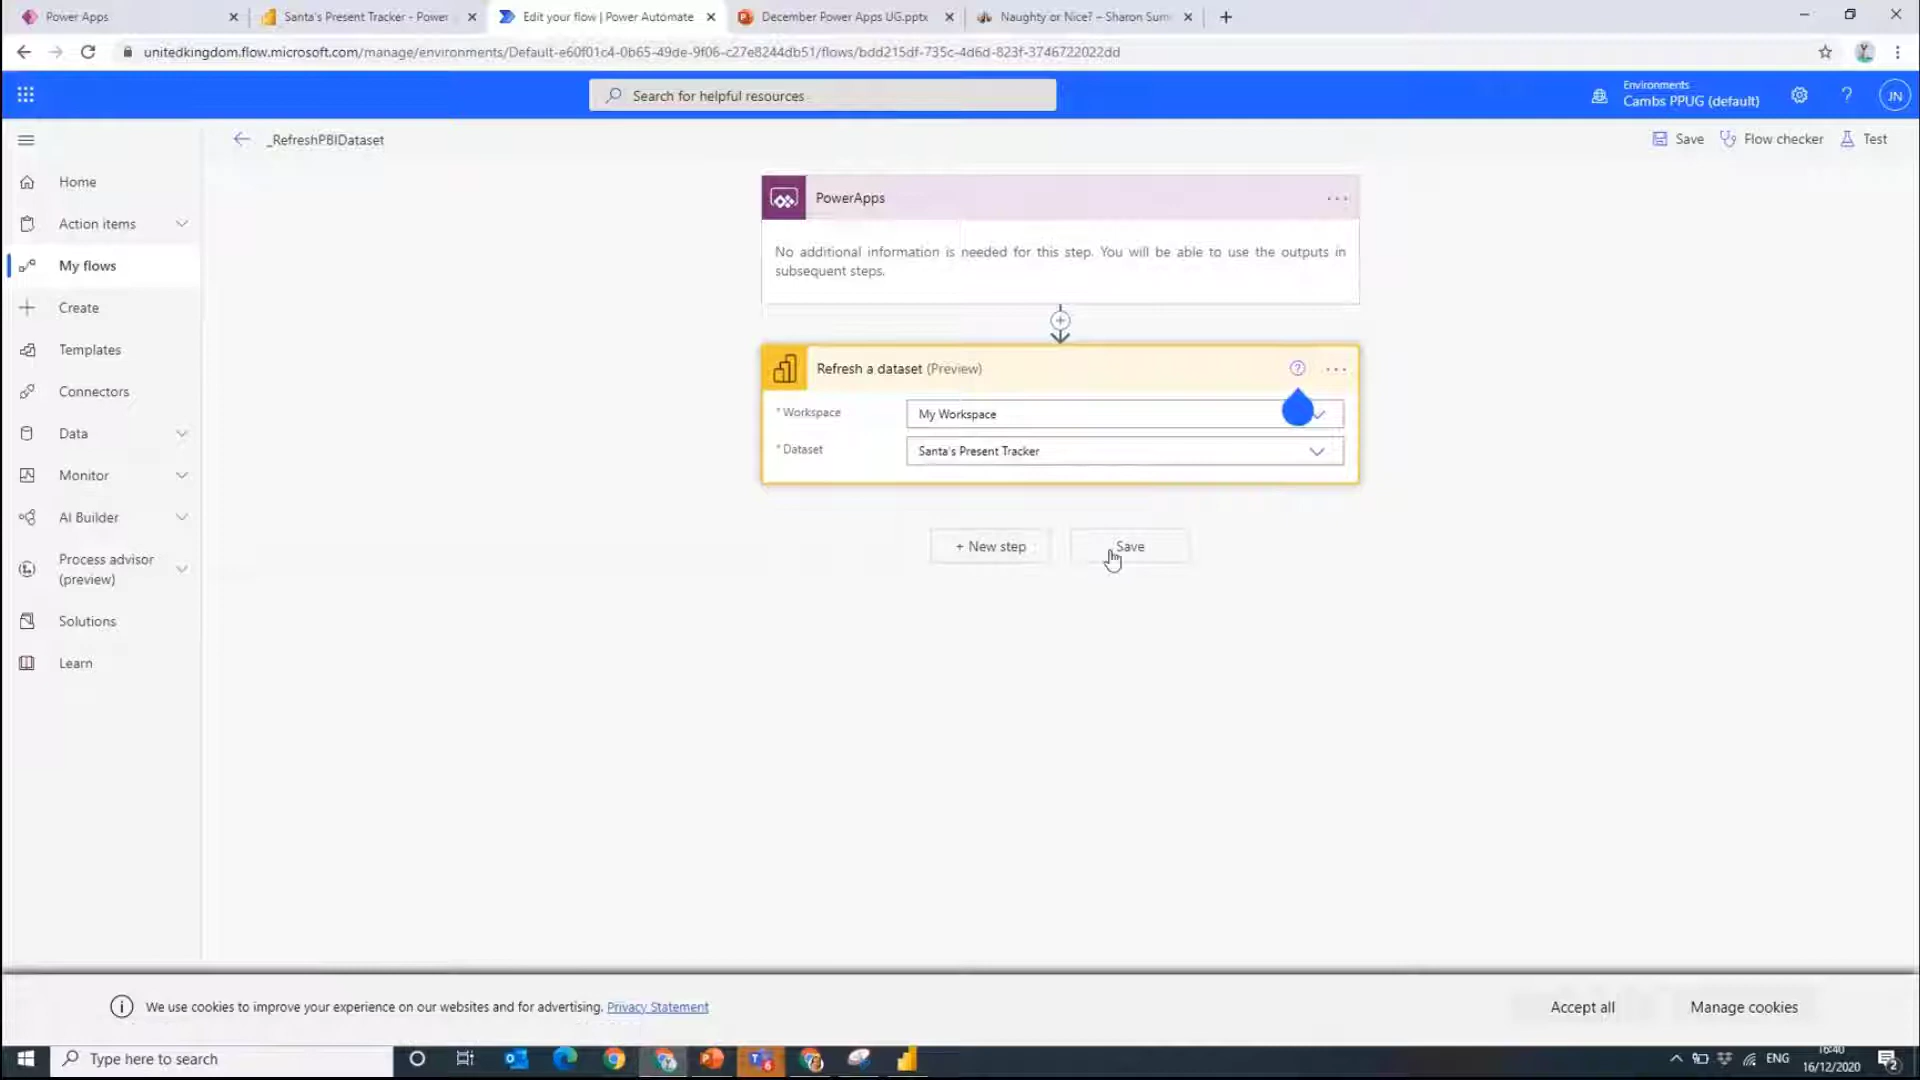 Power Apps
Santa's Present Tracker - Power
Edit your flow | Power Automate
December Power Apps UG.pptx
Naughty or Nice? – Sharon Sum
unitedkingdom.flow.microsoft.com/manage/environments/Default-e60f01c4-0b65-49de-9f06-c27e8244db51/flows/bdd215df-735c-4d6d-823f-3746722022dd
Search for helpful resources
Environments
Cambs PPUG (default)
JN
_RefreshPBIDataset
Save
Flow checker
Test
Home
Action items
My flows
Create
Templates
Connectors
Data
Monitor
AI Builder
Process advisor
(preview)
Solutions
Learn
PowerApps
No additional information is needed for this step. You will be able to use the outputs in
subsequent steps.
Refresh a dataset (Preview)
* Workspace
My Workspace
* Dataset
Santa's Present Tracker
+ New step
Save
We use cookies to improve your experience on our websites and for advertising. Privacy Statement
Accept all
Manage cookies
Type here to search
ENG
16:40
16/12/2020
2